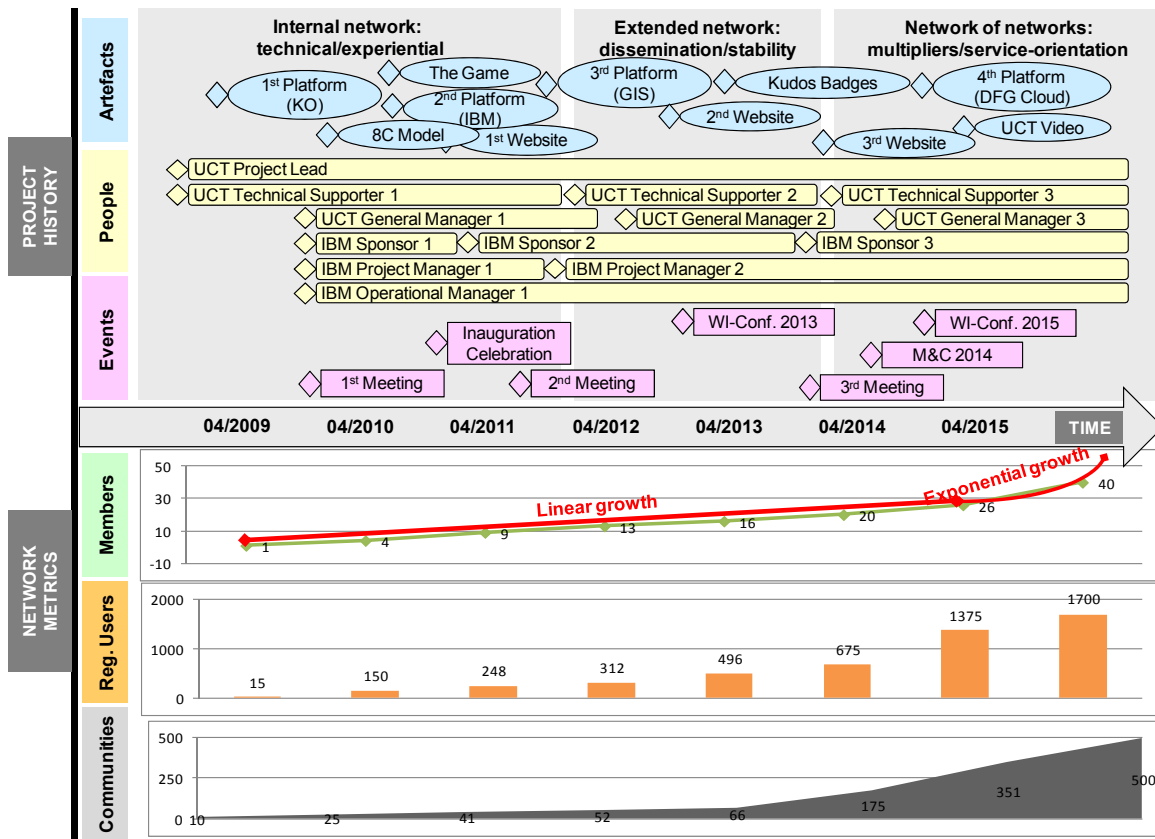 Internal network:
technical/experiential
Extended network:
dissemination/stability
Network of networks:
multipliers/service-orientation
PROJECT
HISTORY
Artefacts
1st Platform
(KO)
The Game
2nd Platform
(IBM)
8C Model
1st Website
3rd Platform
(GIS)
Kudos Badges
2nd Website
4th Platform
(DFG Cloud)
UCT Video
3rd Website
People
UCT Project Lead
UCT Technical Supporter 1
UCT Technical Supporter 2
UCT Technical Supporter 3
UCT General Manager 1
UCT General Manager 2
UCT General Manager 3
IBM Sponsor 1
IBM Sponsor 2
IBM Sponsor 3
IBM Project Manager 1
IBM Project Manager 2
IBM Operational Manager 1
Events
Inauguration
Celebration
WI-Conf. 2013
WI-Conf. 2015
M&C 2014
1st Meeting
2nd Meeting
3rd Meeting
04/2009
04/2010
04/2011
04/2012
04/2013
04/2014
04/2015
TIME
NETWORK
METRICS
Members
50
30
10
-10
Linear growth
Exponential growth
1
4
9
13
16
20
26
40
Reg. Users
2000
1000
0
15
150
248
312
496
675
1375
1700
Communities
500
250
0
10
25
41
52
66
175
351
500